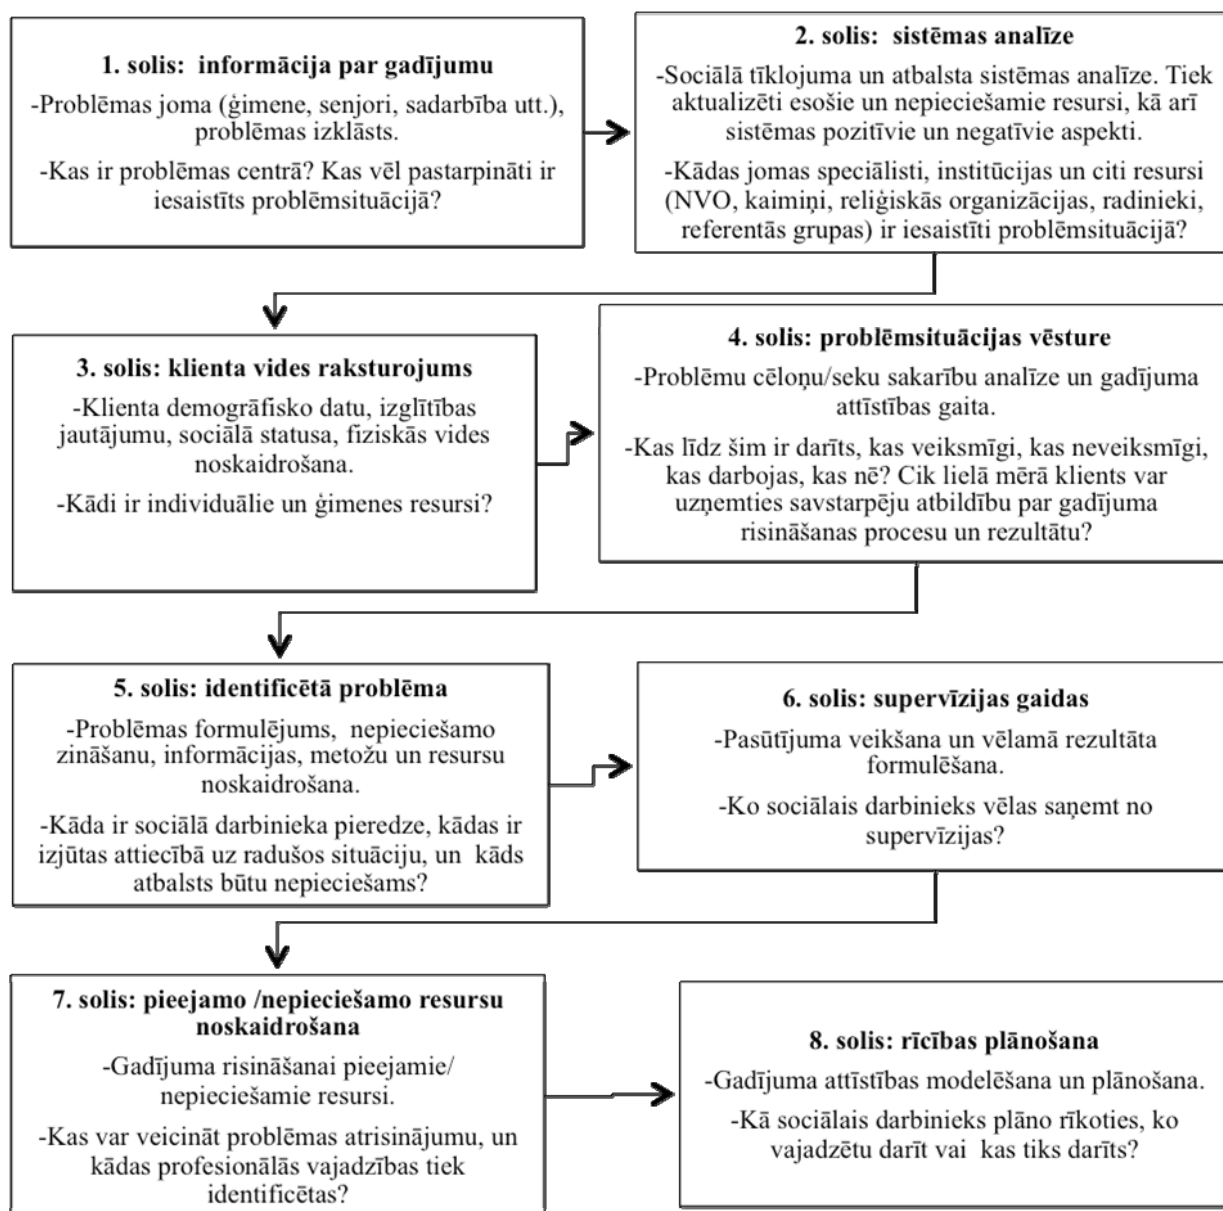 1. solis: informācija par gadījumu
-Problēmas joma (ģimene, senjori, sadarbība utt.),
problēmas izklāsts.
-Kas ir problēmas centrā? Kas vēl pastarpināti ir
iesaistīts problēmsituācijā?
2. solis: sistēmas analīze
-Sociālā tīklojuma un atbalsta sistēmas analīze. Tiek
aktualizēti esošie un nepieciešamie resursi, kā arī
sistēmas pozitīvie un negatīvie aspekti.
-Kādas jomas speciālisti, institūcijas un citi resursi
(NVO, kaimiņi, reliģiskās organizācijas, radinieki,
referentās grupas) ir iesaistīti problēmsituācijā?
3. solis: klienta vides raksturojums
-Klienta demogrāfisko datu, izglītības
jautājumu, sociālā statusa, fiziskās vides
noskaidrošana.
-Kādi ir individuālie un ģimenes resursi?
4. solis: problēmsituācijas vēsture
-Problēmu cēloņu/seku sakarību analīze un gadījuma
attīstības gaita.
-Kas līdz šim ir darīts, kas veiksmīgi, kas neveiksmīgi,
kas darbojas, kas nē? Cik lielā mērā klients var
uzņemties savstarpēju atbildību par gadījuma
risināšanas procesu un rezultātu?
5. solis: identificētā problēma
-Problēmas formulējums, nepieciešamo
zināšanu, informācijas, metožu un resursu
noskaidrošana.
-Kāda ir sociālā darbinieka pieredze, kādas ir
izjūtas attiecībā uz radušos situāciju, un kāds
atbalsts būtu nepieciešams?
6. solis: supervīzijas gaidas
-Pasūtījuma veikšana un vēlamā rezultāta
formulēšana.
-Ko sociālais darbinieks vēlas saņemt no
supervīzijas?
7. solis: pieejamo /nepieciešamo resursu
noskaidrošana
-Gadījuma risināšanai pieejamie/
nepieciešamie resursi.
-Kas var veicināt problēmas atrisinājumu, un
kādas profesionālās vajadzības tiek
identificētas?
8. solis: rīcības plānošana
-Gadījuma attīstības modelēšana un plānošana.
-Kā sociālais darbinieks plāno rīkoties, ko
vajadzētu darīt vai kas tiks darīts?